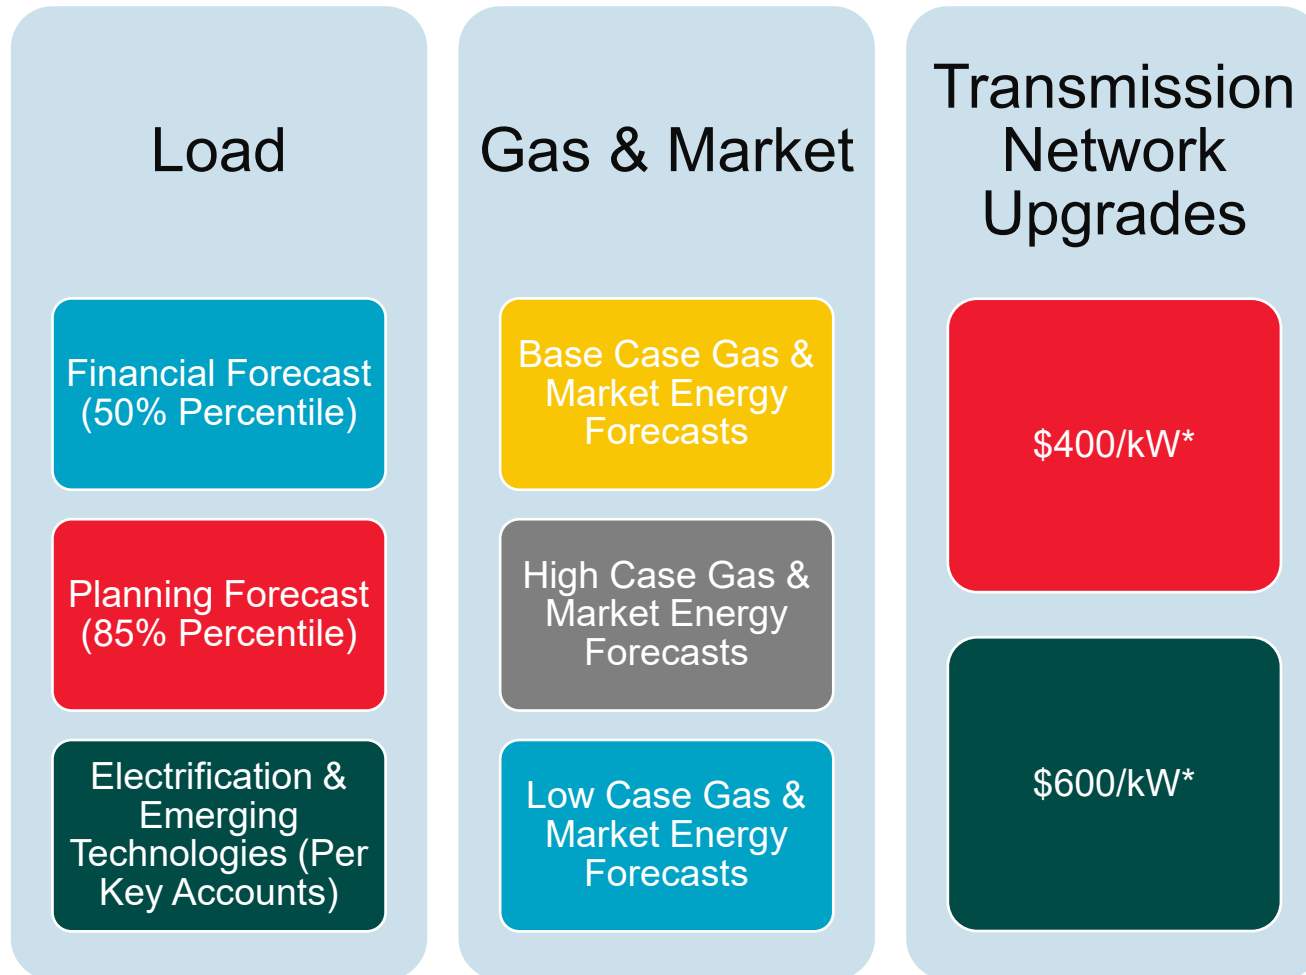 Load
Financial Forecast
(50% Percentile)
Planning Forecast
(85% Percentile)
Electrification &
Emerging
Technologies (Per
Key Accounts)
Gas & Market
Base Case Gas &
Market Energy
Forecasts
High Case Gas &
Market Energy
Forecasts
Low Case Gas &
Market Energy
Forecasts
Transmission
Network
Upgrades
$400/kW*
$600/kW*